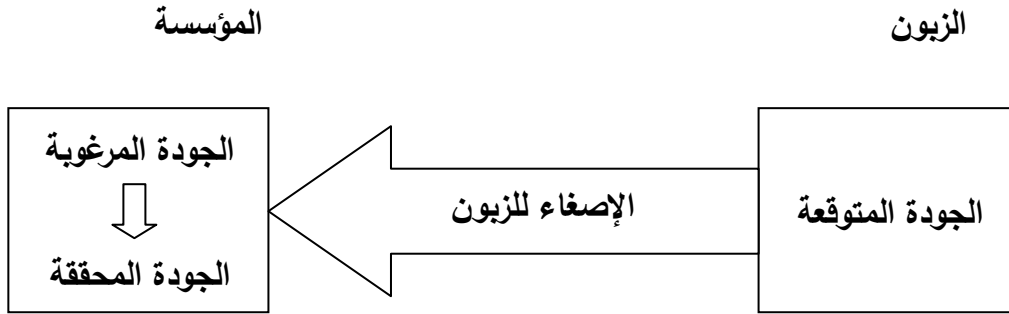 الزبون
المؤسسة
الجودة المتوقعة
الإصغاء للزبون
الجودة المرغوبة
الجودة المحققة